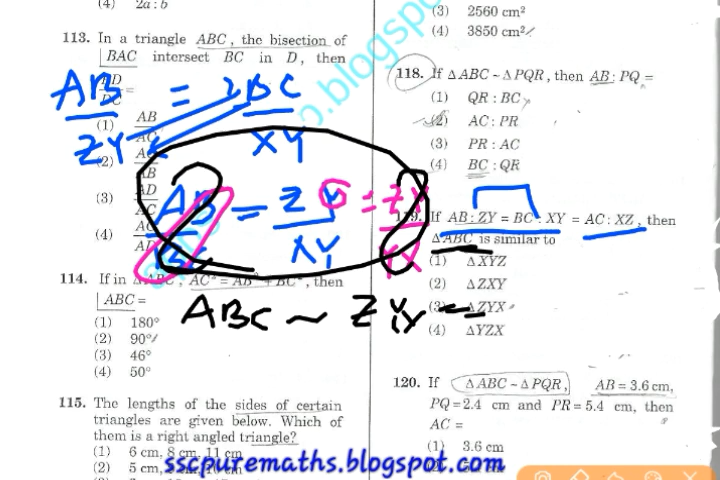 (4) 2a : b
113. In a triangle ABC, the bisection of
BAC intersect BC in D, then
BD
DC =
(1) AB
AC
(2) AC
AB
(3) AD
AC
(4) AC
AD
114. If in ΔABC, AC² = AB² + BC², then
ABC =
(1) 180°
(2) 90°
(3) 46°
(4) 50°
115. The lengths of the sides of certain
triangles are given below. Which of
them is a right angled triangle?
(1) 6 cm, 8 cm, 11 cm
(2) 5 cm,
(3) 2560 cm²
(4) 3850 cm²
118. If ΔABC ~ ΔPQR, then AB : PQ =
(1) QR : BC
(2) AC : PR
(3) PR : AC
(4) BC : QR
119. If AB : ZY = BC : XY = AC : XZ, then
ΔABC is similar to
(1) ΔXYZ
(2) ΔZXY
(3) ΔZYX
(4) ΔYZX
120. If ΔABC ~ ΔPQR, AB = 3.6 cm,
PQ = 2.4 cm and PR = 5.4 cm, then
AC =
(1) 3.6 cm
AB = BC
ZY XY
AB = ZY = ZY
BC XY YX
ABC ~ ZYX
sscpuremaths.blogspot.com